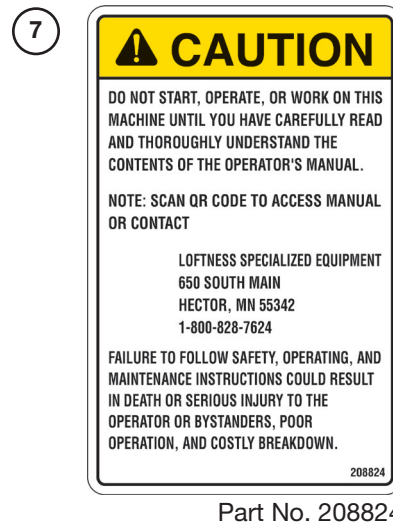 7
CAUTION
DO NOT START, OPERATE, OR WORK ON THIS
MACHINE UNTIL YOU HAVE CAREFULLY READ
AND THOROUGHLY UNDERSTAND THE
CONTENTS OF THE OPERATOR'S MANUAL.
NOTE: SCAN QR CODE TO ACCESS MANUAL
OR CONTACT
LOFTNESS SPECIALIZED EQUIPMENT
650 SOUTH MAIN
HECTOR, MN 55342
1-800-828-7624
FAILURE TO FOLLOW SAFETY, OPERATING, AND
MAINTENANCE INSTRUCTIONS COULD RESULT
IN DEATH OR SERIOUS INJURY TO THE
OPERATOR OR BYSTANDERS, POOR
OPERATION, AND COSTLY BREAKDOWN.
208824
Part No. 208824